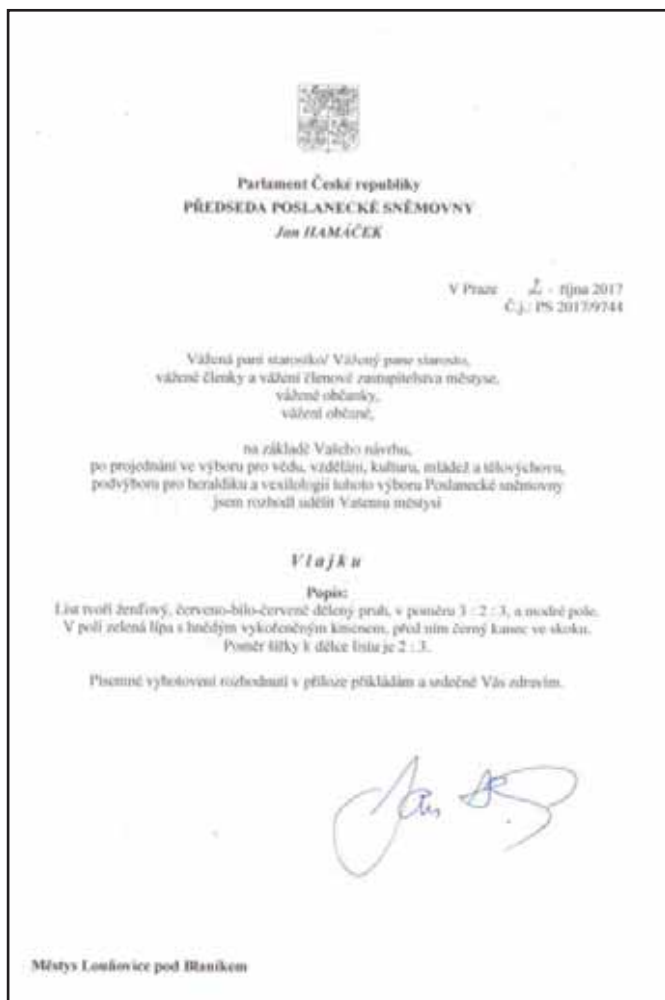 Parlament České republiky
PŘEDSEDA POSLANECKÉ SNĚMOVNY
Jan HAMÁČEK
V Praze 2. října 2017
Č.j.: PS 2017/9744
Vážená paní starostko/ Vážený pane starosto,
vážené členky a vážení členové zastupitelstva městyse,
vážené občanky,
vážení občané,
na základě Vašeho návrhu,
po projednání ve výboru pro vědu, vzdělání, kulturu, mládež a tělovýchovu,
podvýboru pro heraldiku a vexilologii tohoto výboru Poslanecké sněmovny
jsem rozhodl udělit Vašemu městysi
Vlajku
Popis:
List tvoří žerďový, červeno-bílo-červeně dělený pruh, v poměru 3 : 2 : 3, a modré pole.
V poli zelená lípa s hnědým vykořeněným kmenem, před ním černý kanec ve skoku.
Poměr šířky k délce listu je 2 : 3.
Písemné vyhotovení rozhodnutí v příloze přikládám a srdečně Vás zdravím.
Městys Louňovice pod Blaníkem